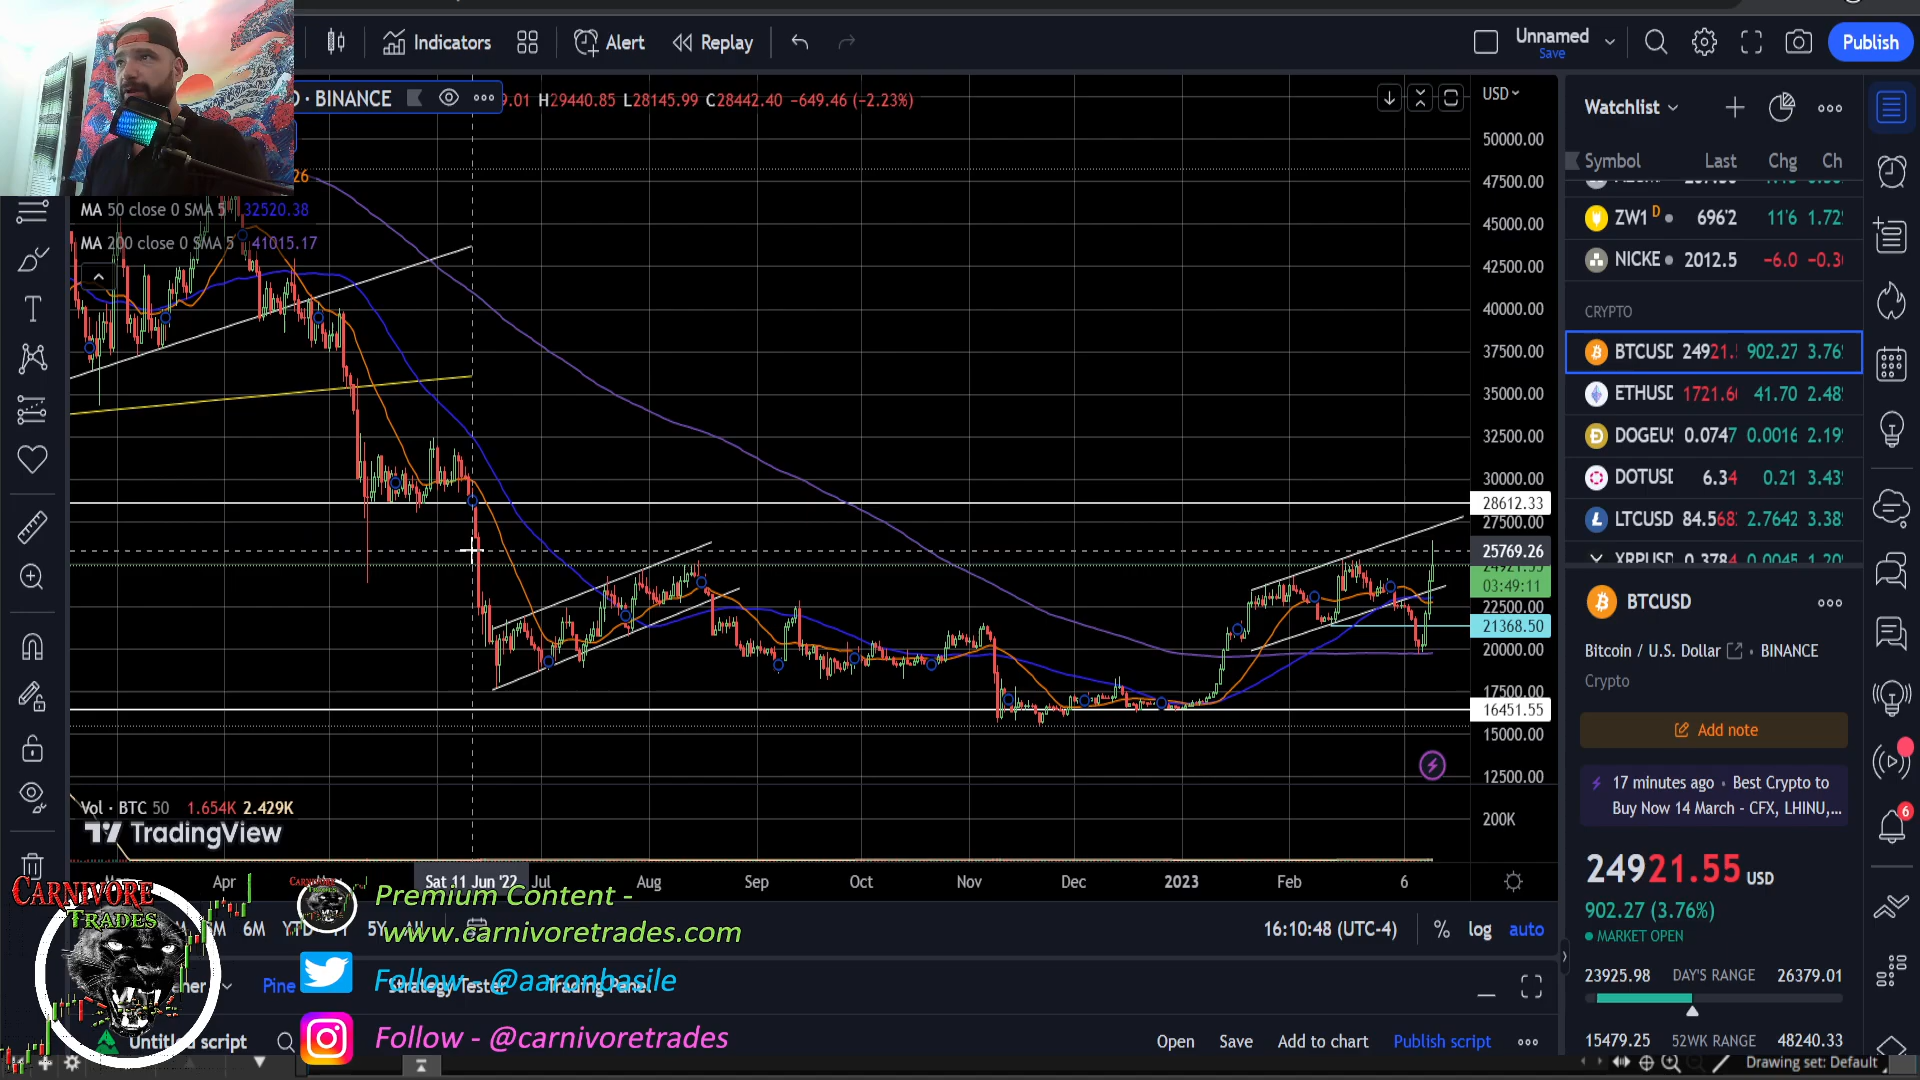 Indicators
Alert
Replay
Unnamed
Save
Publish
· BINANCE
9.01 H29440.85 L28145.99 C28442.40 −649.46 (−2.23%)
USD
26
MA 50 close 0 SMA 5 32520.38
MA 200 close 0 SMA 5 41015.17
50000.00
47500.00
45000.00
42500.00
40000.00
37500.00
35000.00
32500.00
30000.00
28612.33
27500.00
25769.26
24921.55
03:49:11
22500.00
21368.50
20000.00
17500.00
16451.55
15000.00
12500.00
200K
Vol · BTC 50 1.654K 2.429K
TradingView
Apr
Sat 11 Jun '22
Jul
Aug
Sep
Oct
Nov
Dec
2023
Feb
6
6M
YTD
5Y
16:10:48 (UTC-4)
%
log
auto
Watchlist
Symbol Last Chg Ch
ZW1 D 696'2 11'6 1.72
NICKE 2012.5 −6.0 −0.3
CRYPTO
BTCUSD 24921. 902.27 3.76
ETHUSD 1721.6 41.70 2.48
DOGEUS 0.0747 0.0016 2.19
DOTUSD 6.34 0.21 3.43
LTCUSD 84.568 2.7642 3.38
XRPUSD 0.3784 0.0045 1.20
BTCUSD
Bitcoin / U.S. Dollar · BINANCE
Crypto
Add note
17 minutes ago · Best Crypto to
Buy Now 14 March - CFX, LHINU,...
24921.55 USD
902.27 (3.76%)
MARKET OPEN
23925.98 DAY'S RANGE 26379.01
15479.25 52WK RANGE 48240.33
6
CARNIVORE
TRADES
Premium Content -
www.carnivoretrades.com
Follow - @aaronbasile
Follow - @carnivoretrades
Pine
Strategy Tester
Trading Panel
Untitled script
Open
Save
Add to chart
Publish script
Drawing set: Default